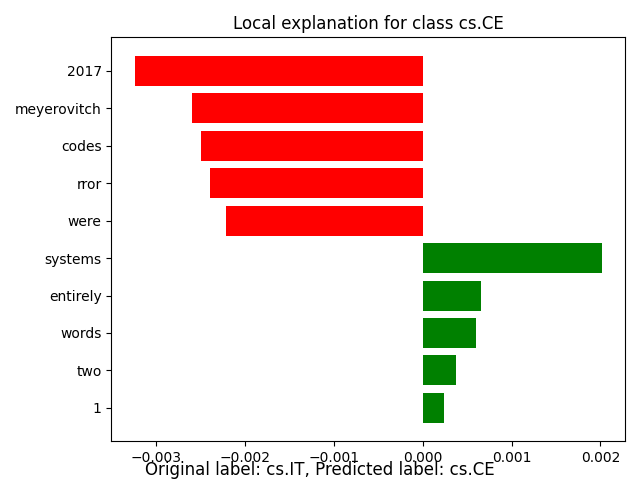 Local explanation for class cs.CE
2017
meyerovitch
codes
rror
were
systems
entirely
words
two
1
−0.003 −0.002 −0.001 0.000 0.001 0.002
Original label: cs.IT, Predicted label: cs.CE